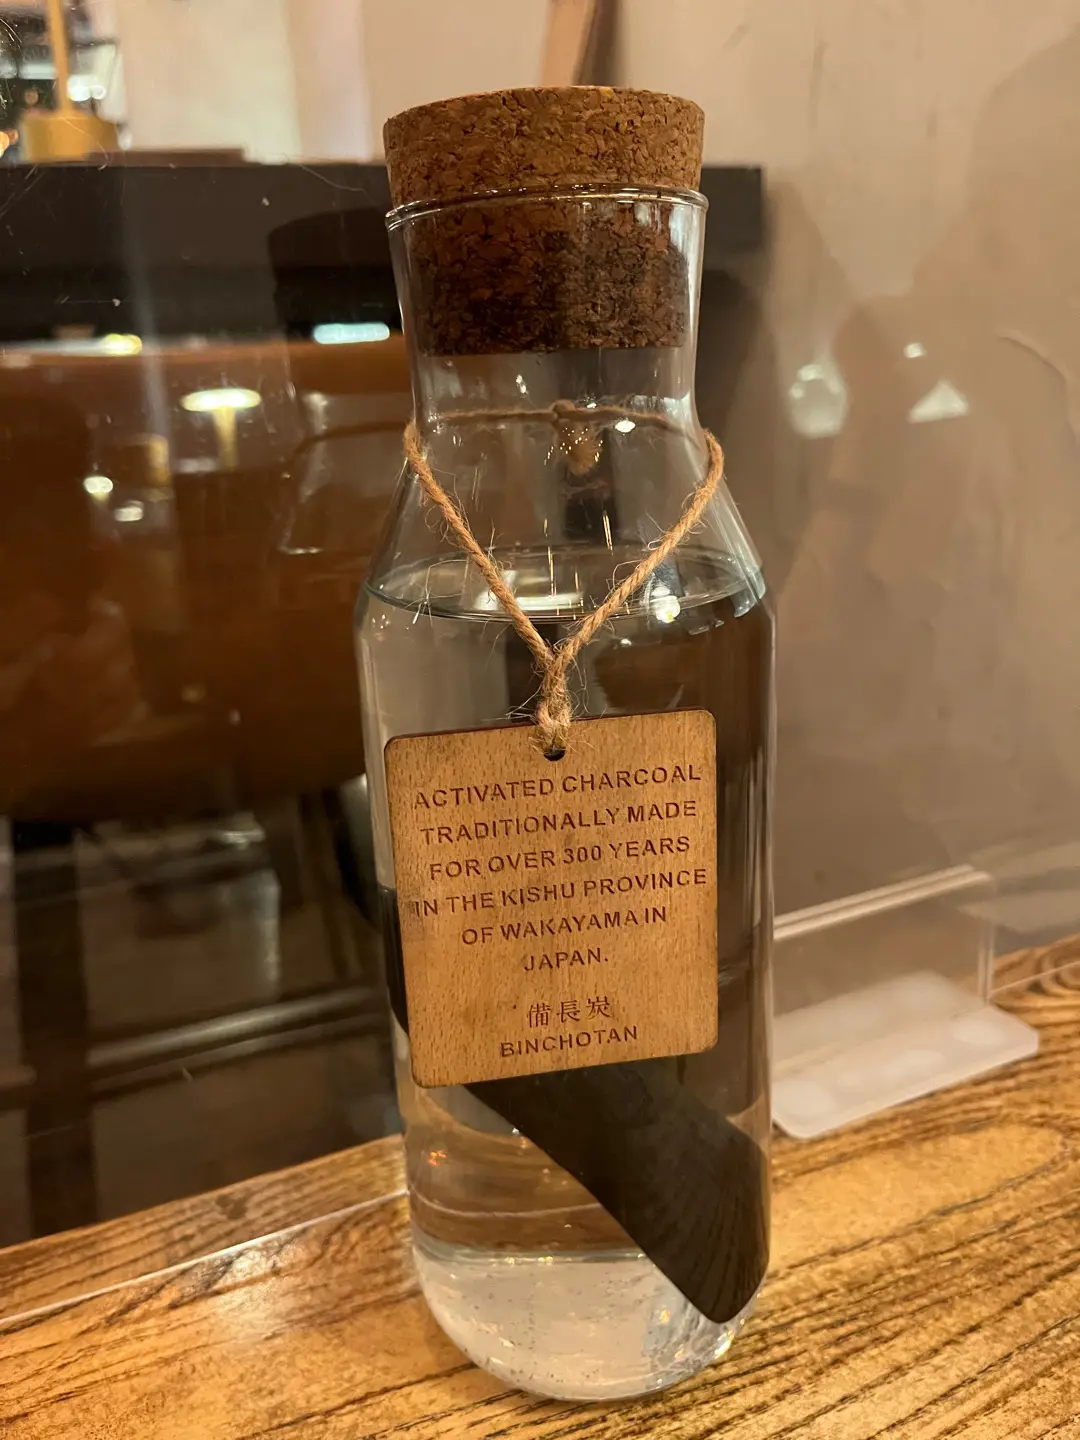 ACTIVATED CHARCOAL
TRADITIONALLY MADE
FOR OVER 300 YEARS
IN THE KISHU PROVINCE
OF WAKAYAMA IN
JAPAN.
備長炭
BINCHOTAN